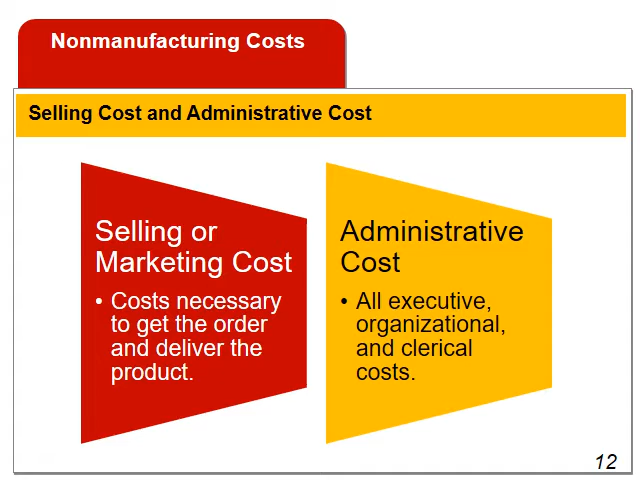 Nonmanufacturing Costs
Selling Cost and Administrative Cost
Selling or
Marketing Cost
• Costs necessary
to get the order
and deliver the
product.
Administrative
Cost
• All executive,
organizational,
and clerical
costs.
12